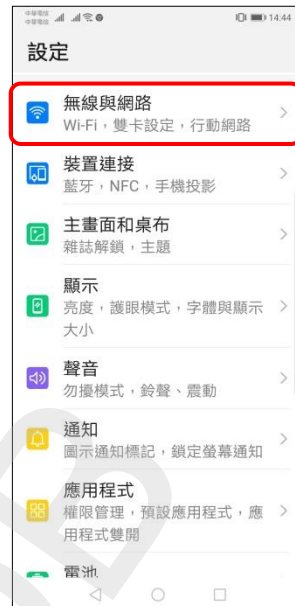 中華電信
中華電信
14:44
設定
無線與網路
Wi-Fi，雙卡設定，行動網路
裝置連接
藍牙，NFC，手機投影
主畫面和桌布
雜誌解鎖，主題
顯示
亮度，護眼模式，字體與顯示
大小
聲音
勿擾模式，鈴聲、震動
通知
圖示通知標記，鎖定螢幕通知
應用程式
權限管理，預設應用程式，應
用程式雙開
電池